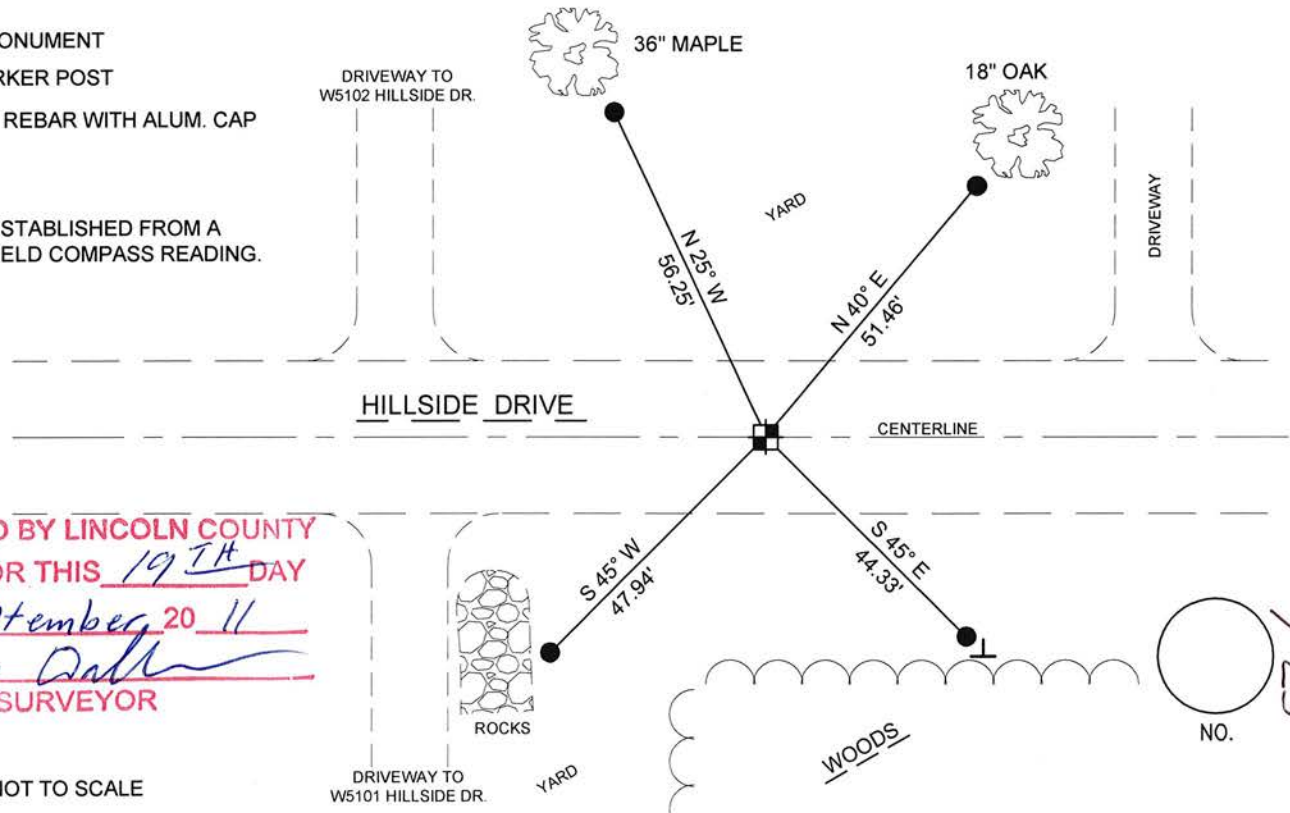 ONUMENT
RKER POST
REBAR WITH ALUM. CAP
STABLISHED FROM A
ELD COMPASS READING.
DRIVEWAY TO
W5102 HILLSIDE DR.
36" MAPLE
18" OAK
YARD
DRIVEWAY
N 25° W
56.25'
N 40° E
51.46'
HILLSIDE DRIVE
CENTERLINE
S 45° W
47.94'
S 45° E
44.33'
D BY LINCOLN COUNTY
OR THIS 19TH DAY
tember 20 11
SURVEYOR
ROCKS
WOODS
NO.
NOT TO SCALE
DRIVEWAY TO
W5101 HILLSIDE DR.
YARD